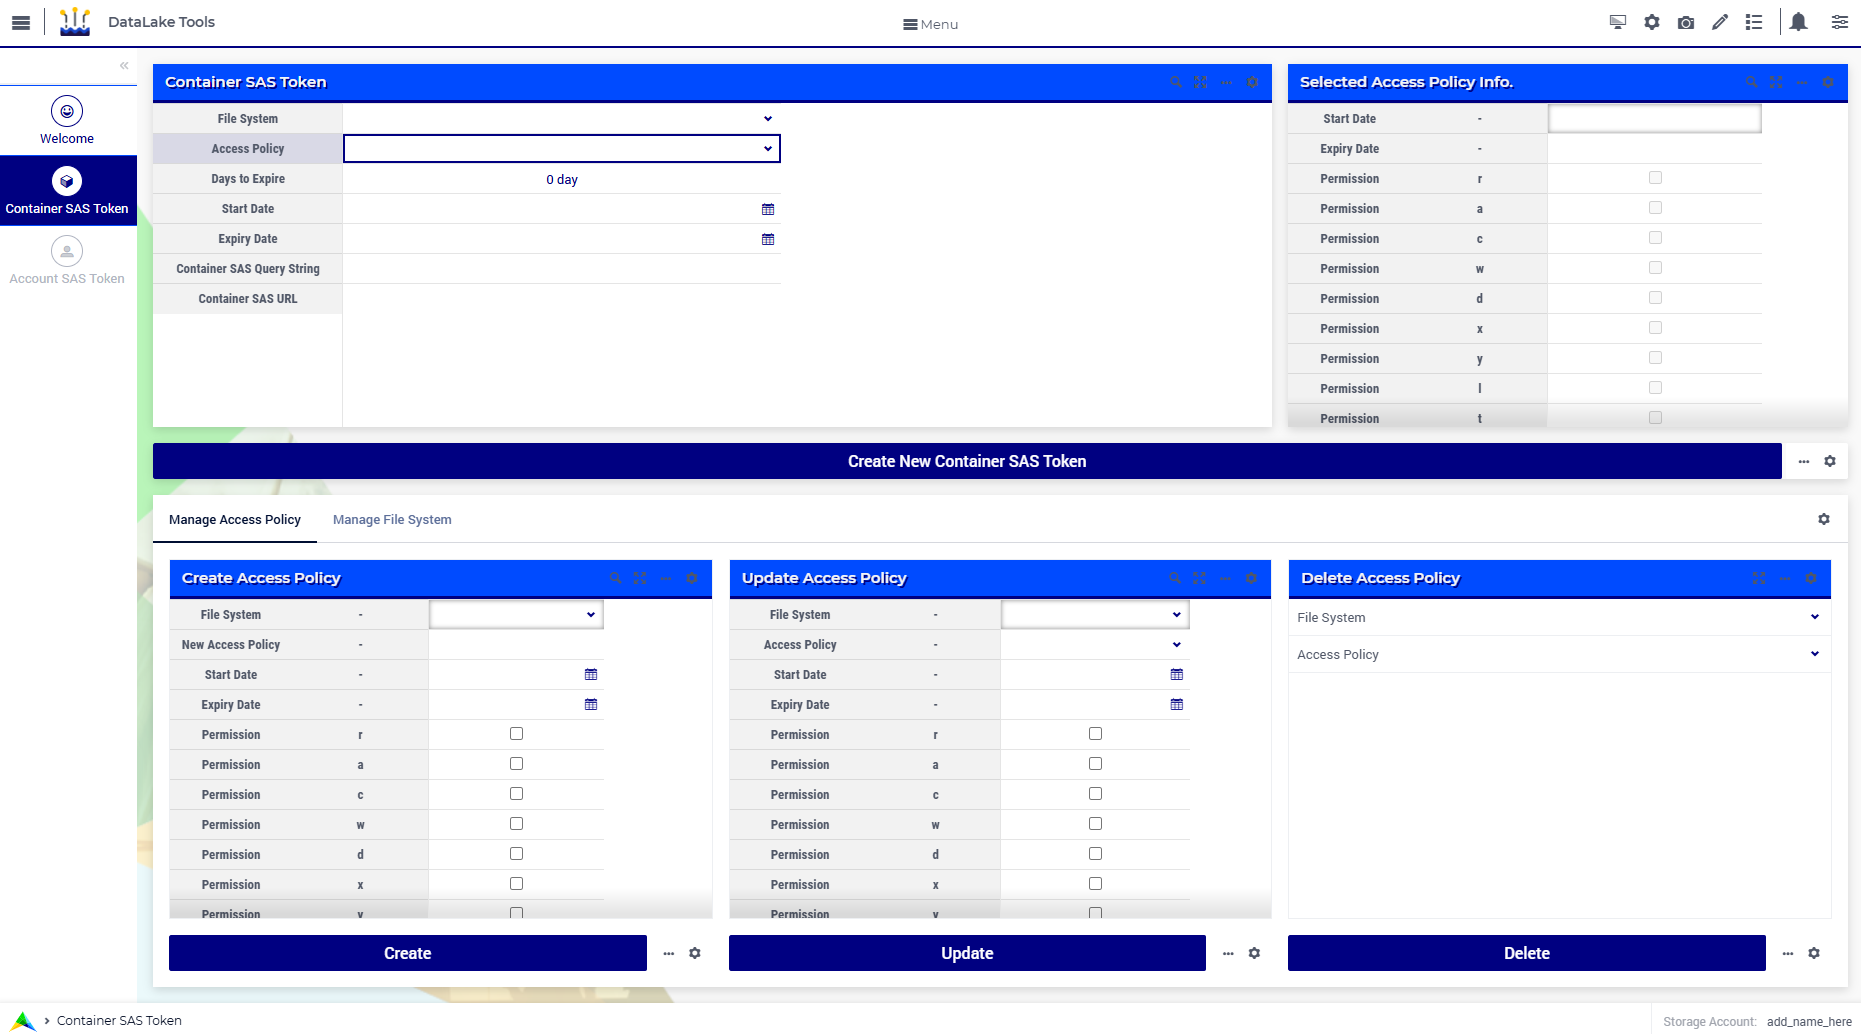 DataLake Tools
Menu
Welcome
Container SAS Token
Account SAS Token
Container SAS Token
File System
Access Policy
Days to Expire 0 day
Start Date
Expiry Date
Container SAS Query String
Container SAS URL
Selected Access Policy Info.
Start Date -
Expiry Date -
Permission r
Permission a
Permission c
Permission w
Permission d
Permission x
Permission y
Permission l
Permission t
Create New Container SAS Token
Manage Access Policy Manage File System
Create Access Policy
File System -
New Access Policy -
Start Date -
Expiry Date -
Permission r
Permission a
Permission c
Permission w
Permission d
Permission x
Permission y
Create
Update Access Policy
File System -
Access Policy -
Start Date -
Expiry Date -
Permission r
Permission a
Permission c
Permission w
Permission d
Permission x
Permission y
Update
Delete Access Policy
File System
Access Policy
Delete
Container SAS Token
Storage Account: add_name_here